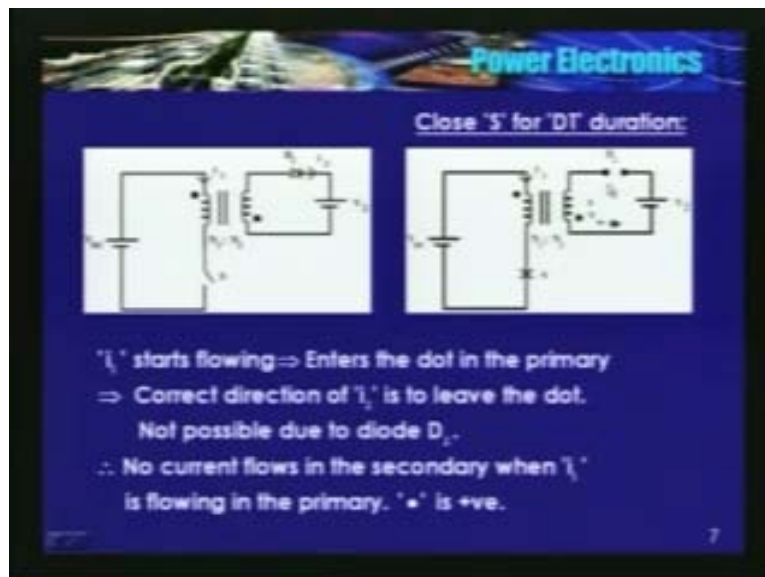 Power Electronics
Close "S" for "DT" duration:
"i₁" starts flowing ⇒ Enters the dot in the primary
⇒ Correct direction of "i₂" is to leave the dot.
Not possible due to diode D₂.
∴ No current flows in the secondary when "i₁"
is flowing in the primary. "•" is +ve.
7